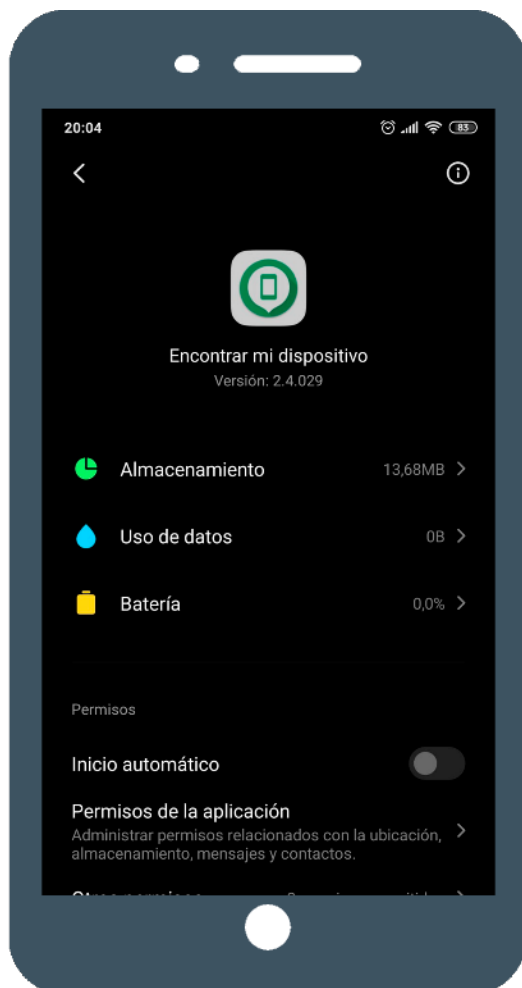 20:04
83
Encontrar mi dispositivo
Versión: 2.4.029
Almacenamiento 13,68MB
Uso de datos 0B
Batería 0,0%
Permisos
Inicio automático
Permisos de la aplicación
Administrar permisos relacionados con la ubicación,
almacenamiento, mensajes y contactos.